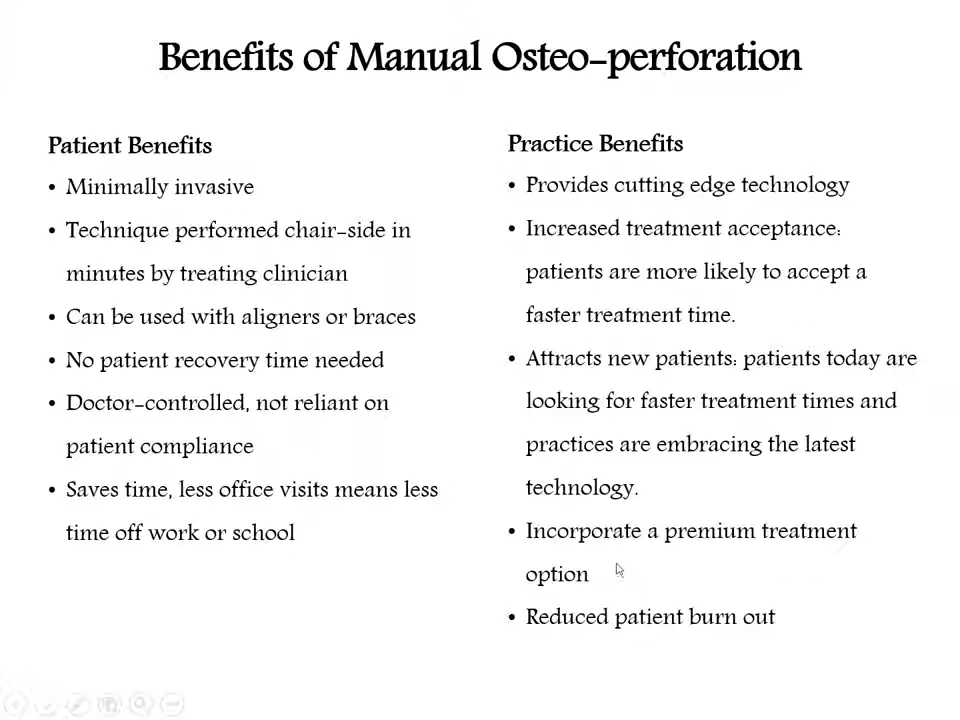 Benefits of Manual Osteo-perforation
Patient Benefits
• Minimally invasive
• Technique performed chair-side in
minutes by treating clinician
• Can be used with aligners or braces
• No patient recovery time needed
• Doctor-controlled, not reliant on
patient compliance
• Saves time, less office visits means less
time off work or school
Practice Benefits
• Provides cutting edge technology
• Increased treatment acceptance:
patients are more likely to accept a
faster treatment time.
• Attracts new patients: patients today are
looking for faster treatment times and
practices are embracing the latest
technology.
• Incorporate a premium treatment
option
• Reduced patient burn out